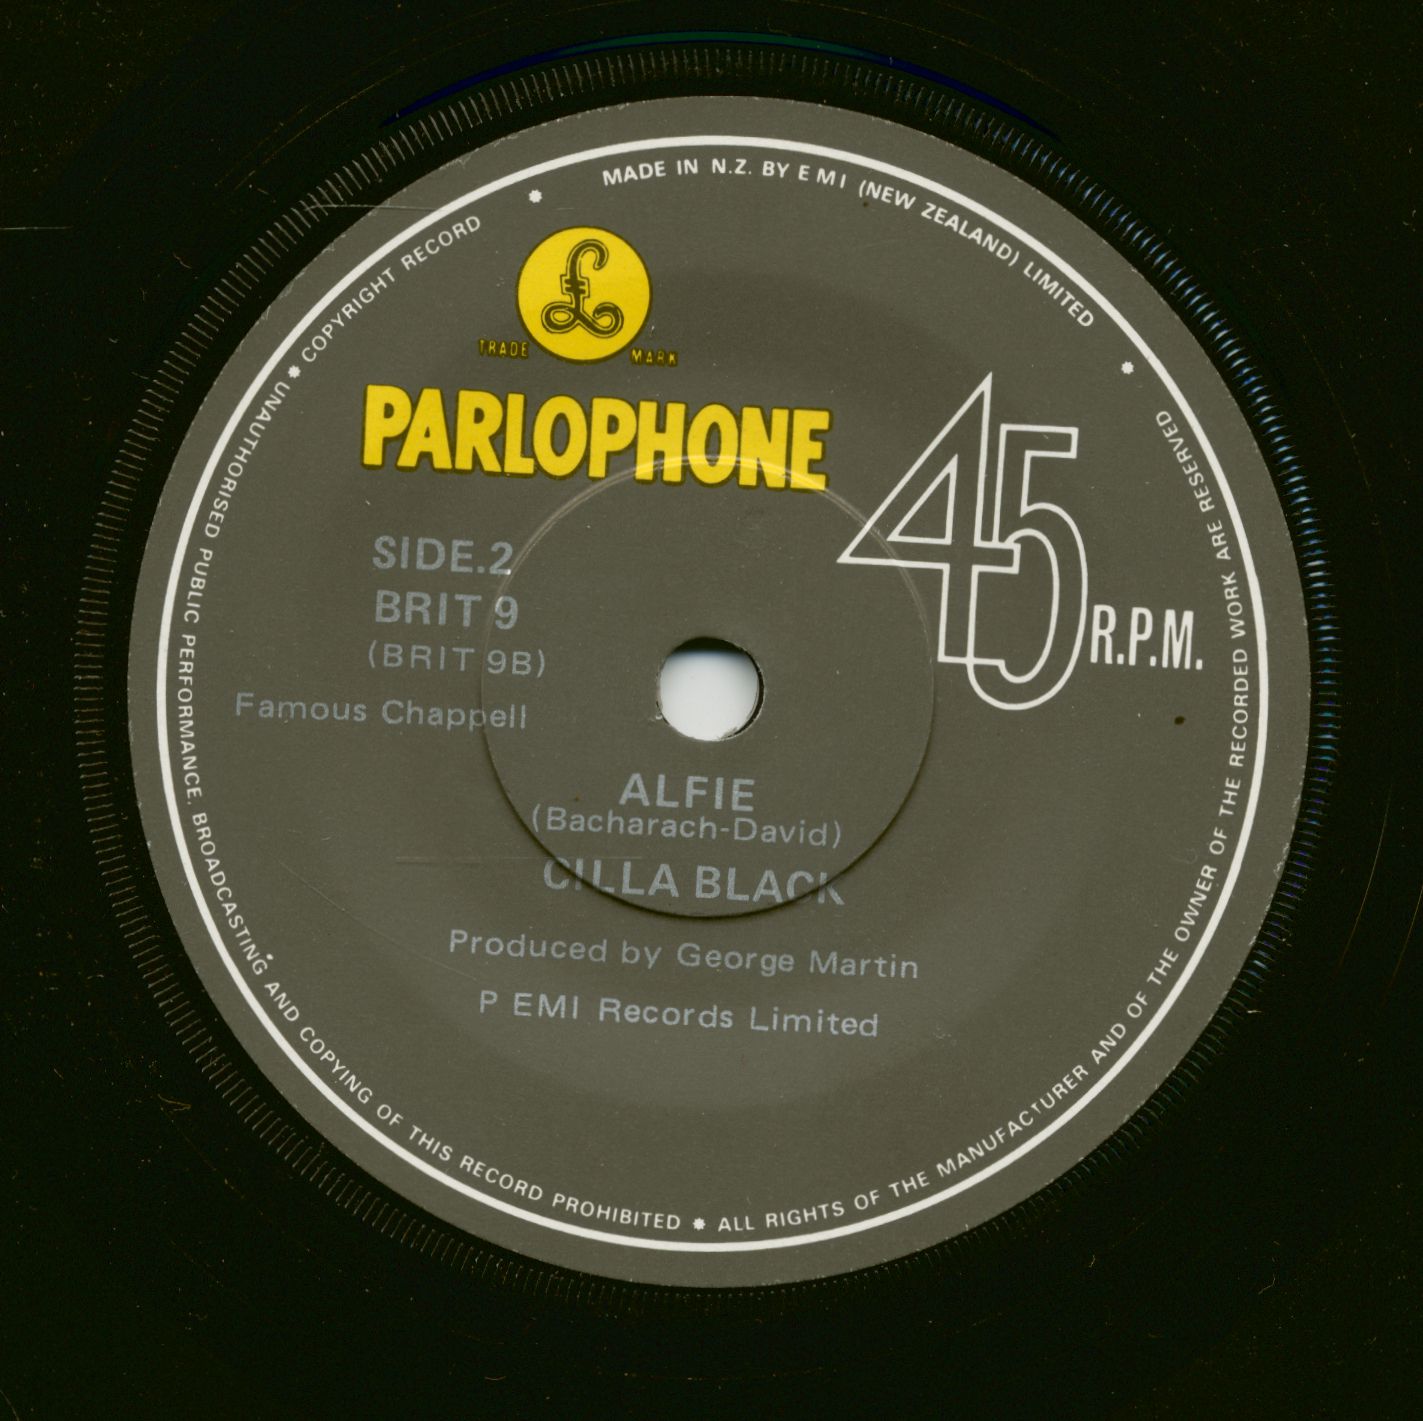 MADE IN N.Z. BY EMI (NEW ZEALAND) LIMITED
TRADE MARK
PARLOPHONE
45 R.P.M.
SIDE.2
BRIT 9
(BRIT 9B)
Famous Chappell
ALFIE
(Bacharach-David)
CILLA BLACK
Produced by George Martin
P EMI Records Limited
COPYRIGHT RECORD * UNAUTHORISED PUBLIC PERFORMANCE, BROADCASTING AND COPYING OF THIS RECORD PROHIBITED * ALL RIGHTS OF THE MANUFACTURER AND OF THE OWNER OF THE RECORDED WORK ARE RESERVED